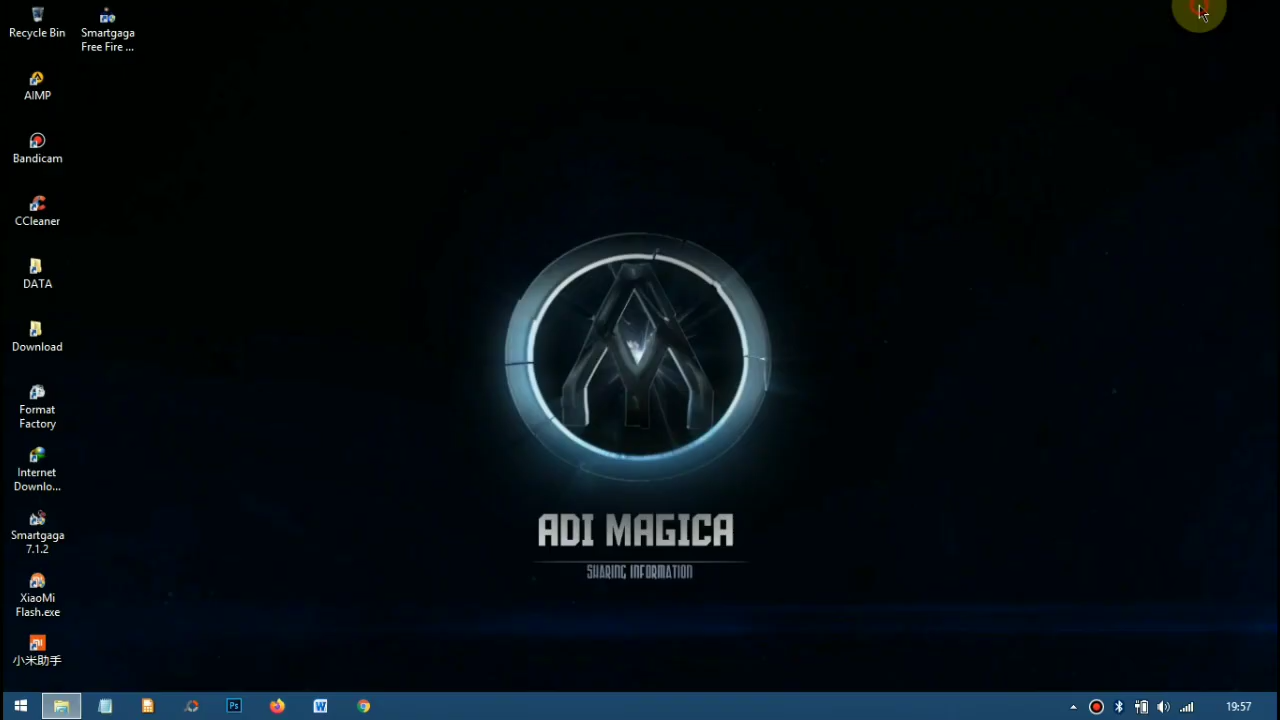 Recycle Bin
Smartgaga
Free Fire ...
AIMP
Bandicam
CCleaner
DATA
Download
Format
Factory
Internet
Downlo...
Smartgaga
7.1.2
XiaoMi
Flash.exe
小米助手
ADI MAGICA
SHARING INFORMATION
Ps
W
19:57